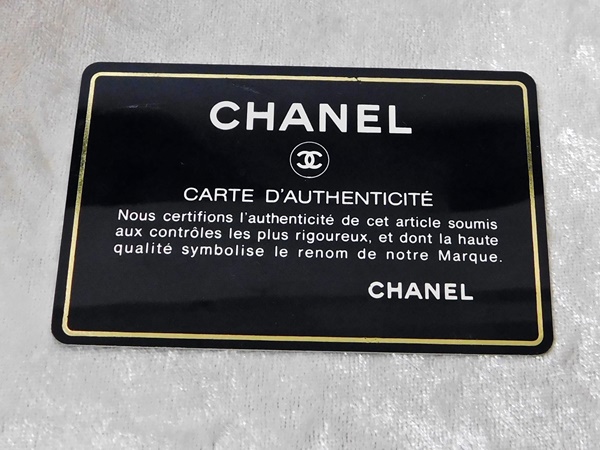 CHANEL
CARTE D'AUTHENTICITÉ
Nous certifions l'authenticité de cet article soumis
aux contrôles les plus rigoureux, et dont la haute
qualité symbolise le renom de notre Marque.
CHANEL